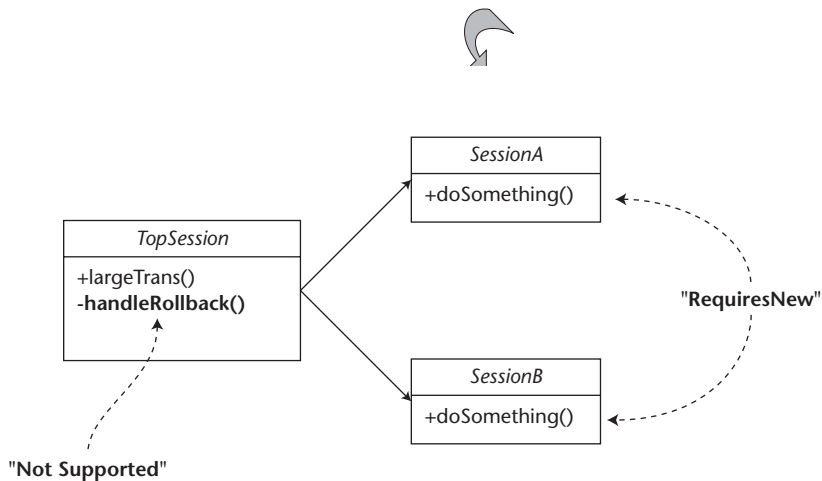 SessionA
+doSomething()
TopSession
+largeTrans()
-handleRollback()
"RequiresNew"
SessionB
+doSomething()
"Not Supported"